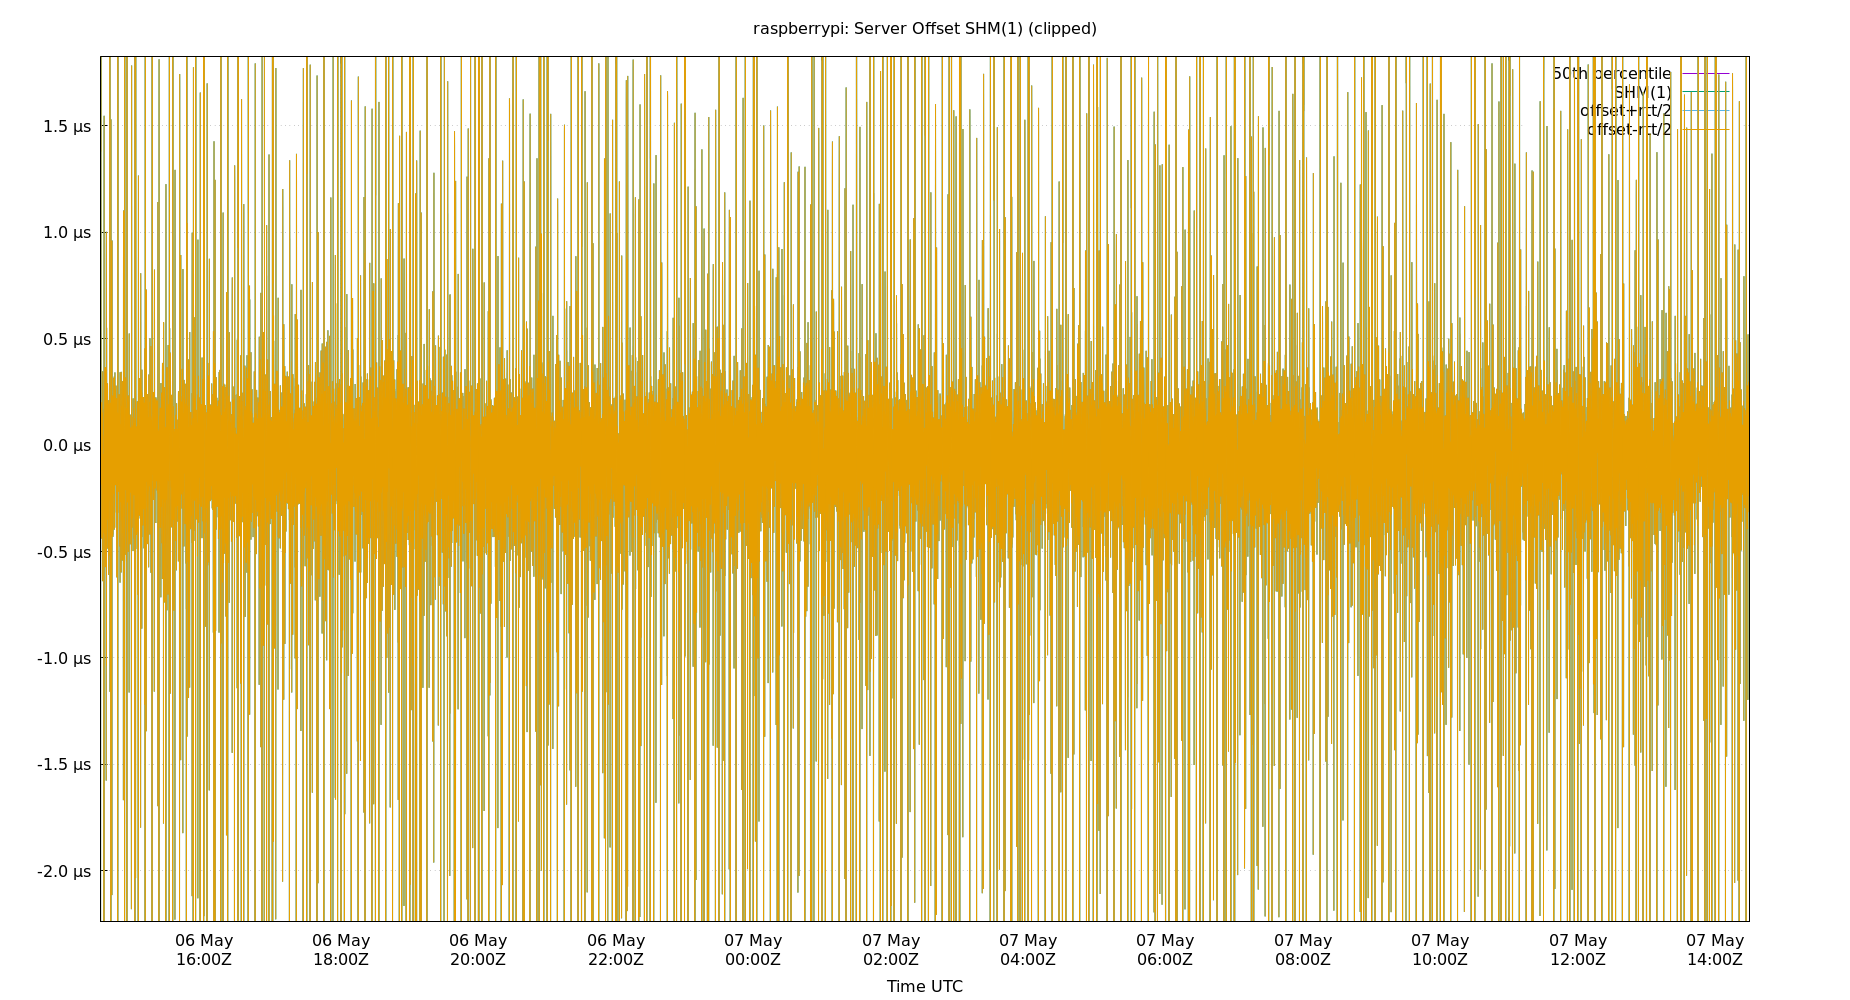 raspberrypi: Server Offset SHM(1) (clipped)
50th percentile
SHM(1)
offset+rtt/2
offset-rtt/2
1.5 µs
1.0 µs
0.5 µs
0.0 µs
-0.5 µs
-1.0 µs
-1.5 µs
-2.0 µs
06 May 06 May 06 May 06 May 07 May 07 May 07 May 07 May 07 May 07 May 07 May 07 May
16:00Z 18:00Z 20:00Z 22:00Z 00:00Z 02:00Z 04:00Z 06:00Z 08:00Z 10:00Z 12:00Z 14:00Z
Time UTC